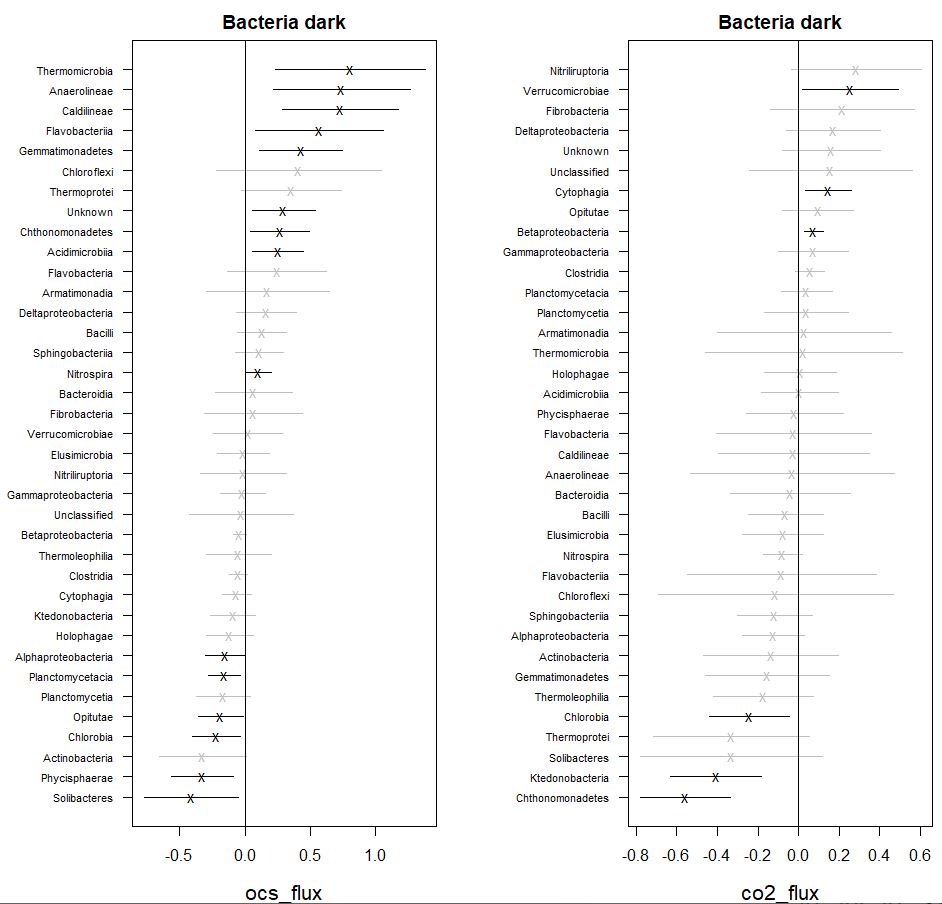 Bacteria dark
Thermomicrobia
Anaerolineae
Caldilineae
Flavobacteriia
Gemmatimonadetes
Chloroflexi
Thermoprotei
Unknown
Chthonomonadetes
Acidimicrobiia
Flavobacteria
Armatimonadia
Deltaproteobacteria
Bacilli
Sphingobacteriia
Nitrospira
Bacteroidia
Fibrobacteria
Verrucomicrobiae
Elusimicrobia
Nitriliruptoria
Gammaproteobacteria
Unclassified
Betaproteobacteria
Thermoleophilia
Clostridia
Cytophagia
Ktedonobacteria
Holophagae
Alphaproteobacteria
Planctomycetacia
Planctomycetia
Opitutae
Chlorobia
Actinobacteria
Phycisphaerae
Solibacteres
-0.5 0.0 0.5 1.0
ocs_flux
Bacteria dark
Nitriliruptoria
Verrucomicrobiae
Fibrobacteria
Deltaproteobacteria
Unknown
Unclassified
Cytophagia
Opitutae
Betaproteobacteria
Gammaproteobacteria
Clostridia
Planctomycetacia
Planctomycetia
Armatimonadia
Thermomicrobia
Holophagae
Acidimicrobiia
Phycisphaerae
Flavobacteria
Caldilineae
Anaerolineae
Bacteroidia
Bacilli
Elusimicrobia
Nitrospira
Flavobacteriia
Chloroflexi
Sphingobacteriia
Alphaproteobacteria
Actinobacteria
Gemmatimonadetes
Thermoleophilia
Chlorobia
Thermoprotei
Solibacteres
Ktedonobacteria
Chthonomonadetes
-0.8 -0.6 -0.4 -0.2 0.0 0.2 0.4 0.6
co2_flux